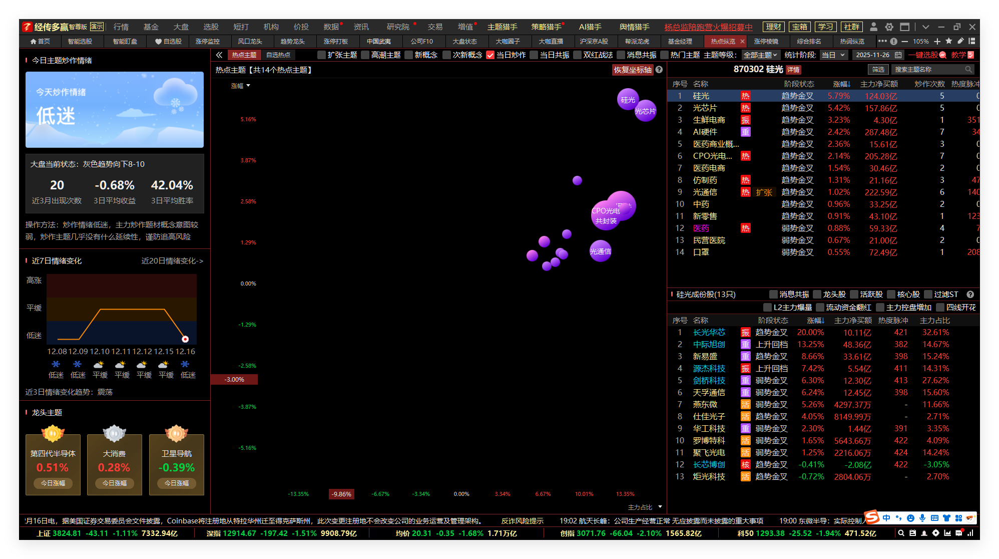 经传多赢 智尊版 演示 行情 基金 大盘 选股 短打 机构 价投 数据 资讯 研究院 交易 增值 主题猎手 策略猎手 AI猎手 舆情猎手 杨总监陪跑营火爆招募中 理财 宝箱 学习 社群
首页 智能选股 智能盯盘 自选股 涨停监控 风口龙头 趋势龙头 涨停打板 中国武夷 公司F10 大盘状态 大咖圈子 大咖直播 沪深京A股 帮派龙虎 基金经理 热点纵览 涨停棱镜 综合排名 热词纵览 105%
今日主题炒作情绪
今天炒作情绪
低迷
大盘当前状态：灰色趋势向下8-10
20 -0.68% 42.04%
近3月出现次数 3日平均收益 3日平均胜率
操作方法：炒作情绪低迷，主力炒作题材概念意图较
弱，炒作主题几乎没有什么延续性，谨防追高风险
近7日情绪变化 近20日情绪变化->
高涨
平缓
低迷
12.08 12.09 12.10 12.11 12.12 12.15 12.16
低迷 低迷 平缓 平缓 平缓 平缓 低迷
近3日情绪变化趋势：震荡
龙头主题
第四代半导体 大消费 卫星导航
0.51% 0.28% -0.39%
今日涨幅 今日涨幅 今日涨幅
热点主题 自选热点 扩张主题 高潮主题 新概念 次新概念 当日炒作 当日共振 双红战法 消息共振 热门主题 主题等级： 全部主题 统计阶段: 当日 2025-11-26 一键选股 教学
热点主题【共14个热点主题】 恢复坐标轴
涨幅
硅光
光芯片
5.16%
3.87%
2.58%
CPO光电
共封装
1.29%
光通信
0.00%
-1.29%
-2.58%
-3.00%
-3.87%
-5.16%
-13.35% -9.86% -6.67% -3.34% 0.00% 3.34% 6.67% 10.01% 13.35%
主力占比
870302 硅光 详情 筛选 搜索主题名称
序号 名称 阶段状态 涨幅↓ 主力净买额 炒作次数 热度脉冲
1 硅光 热 趋势金叉 5.79% 124.03亿 5 0
2 光芯片 热 趋势金叉 5.42% 157.86亿 5 0
3 生鲜电商 振 趋势金叉 3.23% 4.30亿 1 351
4 AI硬件 重 趋势金叉 2.42% 287.48亿 7 34
5 医药商业概... 趋势金叉 2.36% 15.61亿 3 0
6 CPO光电... 热 趋势金叉 2.14% 205.28亿 7 0
7 医药电商 趋势金叉 1.54% 30.46亿 2 0
8 仿制药 热 趋势金叉 1.31% 21.16亿 3 47
9 光通信 热 扩张 趋势金叉 1.02% 222.59亿 6 140
10 中药 趋势金叉 0.96% 33.25亿 2 0
11 新零售 趋势金叉 0.91% 43.10亿 1 123
12 医药 热 弱势金叉 0.88% 59.33亿 4 7
13 民营医院 弱势金叉 0.67% 21.00亿 2 0
14 口罩 弱势金叉 0.55% 72.49亿 1 208
硅光成份股(13只) 消息共振 龙头股 活跃股 核心股 过滤ST
L2主力爆量 流动资金翻红 主力控盘增加 四线开花
序号 名称 阶段状态 涨幅↓ 主力净买额 热度脉冲 主力占比
1 长光华芯 振 趋势金叉 20.00% 10.11亿 421 32.61%
2 中际旭创 重 上升回档 13.25% 48.36亿 382 14.67%
3 新易盛 重 趋势金叉 8.66% 33.61亿 398 15.24%
4 源杰科技 振 上升回档 7.42% 5.54亿 411 14.31%
5 剑桥科技 重 弱势金叉 6.30% 12.30亿 413 27.62%
6 天孚通信 重 弱势金叉 6.24% 12.45亿 398 15.60%
7 燕东微 活 弱势金叉 5.26% 4297.37万 - 11.66%
8 仕佳光子 活 趋势金叉 4.05% 8149.99万 - 2.71%
9 华工科技 重 弱势金叉 2.30% 1.44亿 391 3.35%
10 罗博特科 活 弱势金叉 1.65% 5643.66万 422 4.09%
11 聚飞光电 活 弱势金叉 1.25% 2216.06万 424 14.24%
12 长芯博创 核 趋势金叉 -0.41% -2.08亿 422 -3.05%
13 炬光科技 活 趋势金叉 -0.72% 2804.06万 - 2.70%
月16日电，据美国证券交易委员会文件披露，Coinbase将注册地从特拉华州迁至得克萨斯州，此次变更注册地不会改变公司的业务运营及管理架构。 反诈风险提示 19:02 航天长峰：公司生产经营正常 无应披露而未披露的重大事项 19:00 东微半导：实际控制人 中
上证 3824.81 -43.11 -1.11% 7332.94亿 深指 12914.67 -197.42 -1.51% 9908.79亿 均价 20.31 -0.35 -1.68% 1.71万亿 创指 3071.76 -66.04 -2.10% 1565.82亿 科50 1293.38 -25.52 -1.94% 471.52亿